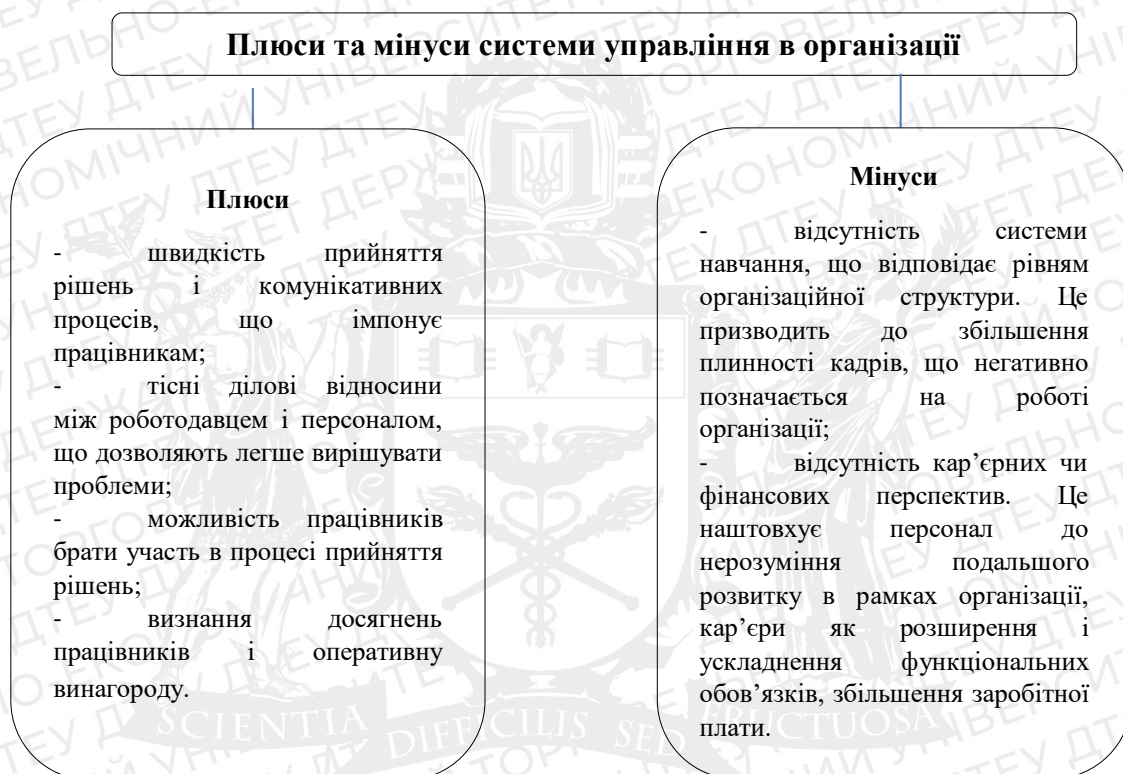 Плюси та мінуси системи управління в організації
Плюси
- швидкість прийняття
рішень і комунікативних
процесів, що імпонує
працівникам;
- тісні ділові відносини
між роботодавцем і персоналом,
що дозволяють легше вирішувати
проблеми;
- можливість працівників
брати участь в процесі прийняття
рішень;
- визнання досягнень
працівників і оперативну
винагороду.
Мінуси
- відсутність системи
навчання, що відповідає рівням
організаційної структури. Це
призводить до збільшення
плинності кадрів, що негативно
позначається на роботі
організації;
- відсутність кар’єрних чи
фінансових перспектив. Це
наштовхує персонал до
нерозуміння подальшого
розвитку в рамках організації,
кар’єри як розширення і
ускладнення функціональних
обов’язків, збільшення заробітної
плати.
SCIENTIA DIFFICILIS SED FRUCTUOSA